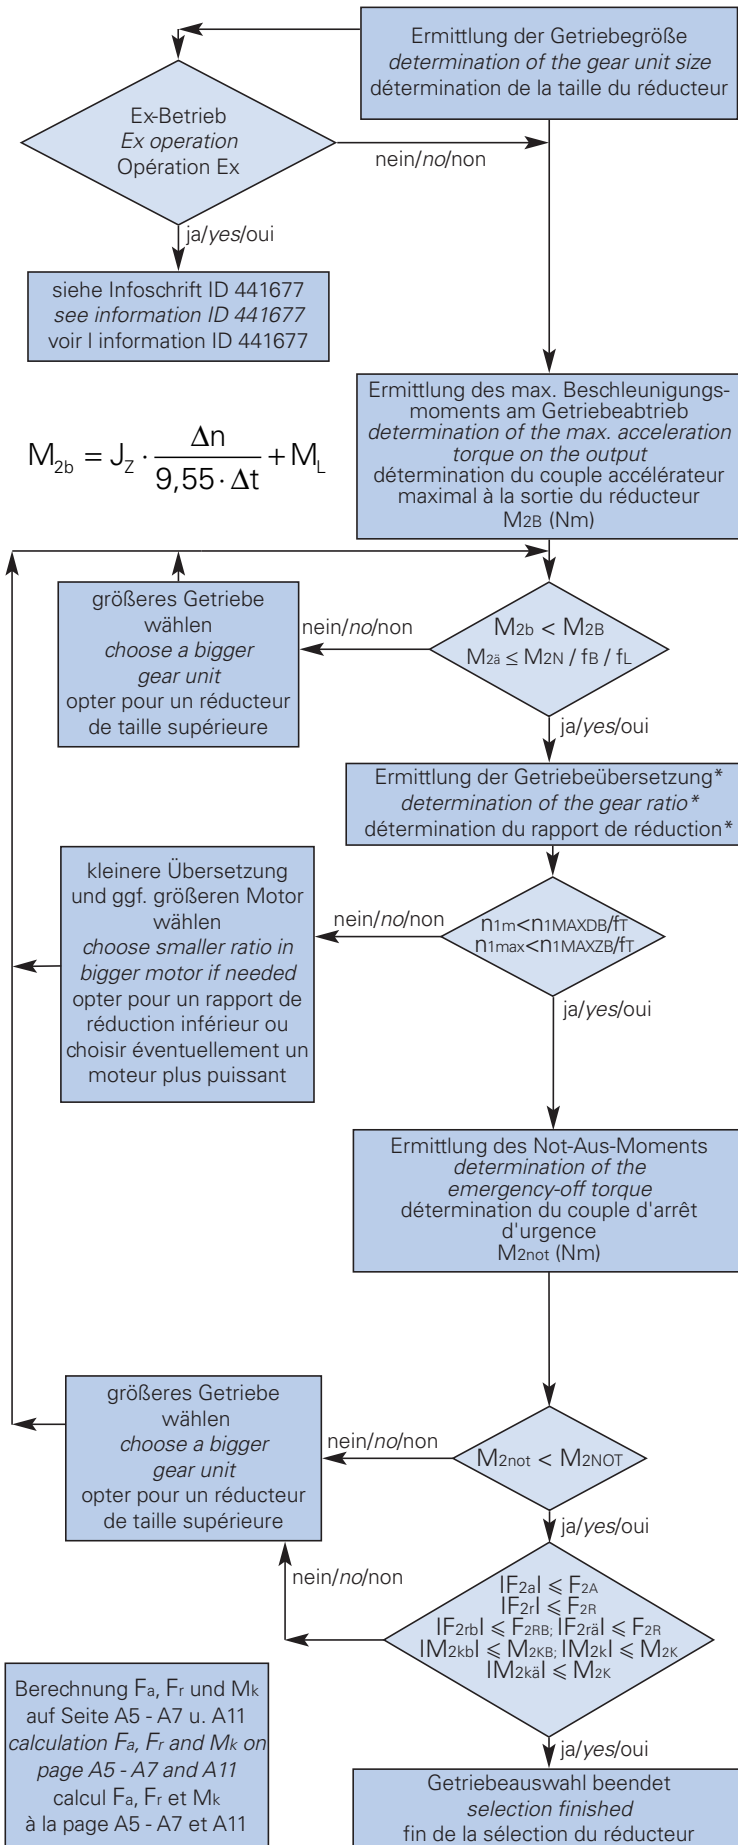 Ermittlung der Getriebegröße
determination of the gear unit size
détermination de la taille du réducteur
Ex-Betrieb
Ex operation
Opération Ex
nein/no/non
ja/yes/oui
siehe Infoschrift ID 441677
see information ID 441677
voir l information ID 441677
Ermittlung des max. Beschleunigungs-
moments am Getriebeabtrieb
determination of the max. acceleration
torque on the output
détermination du couple accélérateur
maximal à la sortie du réducteur
M2B (Nm)
M2b = JZ · Δn / (9,55 · Δt) + ML
größeres Getriebe
wählen
choose a bigger
gear unit
opter pour un réducteur
de taille supérieure
nein/no/non
M2b < M2B
M2ä ≤ M2N / fB / fL
ja/yes/oui
Ermittlung der Getriebeübersetzung*
determination of the gear ratio*
détermination du rapport de réduction*
kleinere Übersetzung
und ggf. größeren Motor
wählen
choose smaller ratio in
bigger motor if needed
opter pour un rapport de
réduction inférieur ou
choisir éventuellement un
moteur plus puissant
nein/no/non
n1m<n1MAXDB/fT
n1max<n1MAXZB/fT
ja/yes/oui
Ermittlung des Not-Aus-Moments
determination of the
emergency-off torque
détermination du couple d'arrêt
d'urgence
M2not (Nm)
größeres Getriebe
wählen
choose a bigger
gear unit
opter pour un réducteur
de taille supérieure
nein/no/non
M2not < M2NOT
ja/yes/oui
nein/no/non
|F2a| ≤ F2A
|F2r| ≤ F2R
|F2rb| ≤ F2RB; |F2rä| ≤ F2R
|M2kb| ≤ M2KB; |M2k| ≤ M2K
|M2kä| ≤ M2K
ja/yes/oui
Berechnung Fa, Fr und Mk
auf Seite A5 - A7 u. A11
calculation Fa, Fr and Mk on
page A5 - A7 and A11
calcul Fa, Fr et Mk
à la page A5 - A7 et A11
Getriebeauswahl beendet
selection finished
fin de la sélection du réducteur